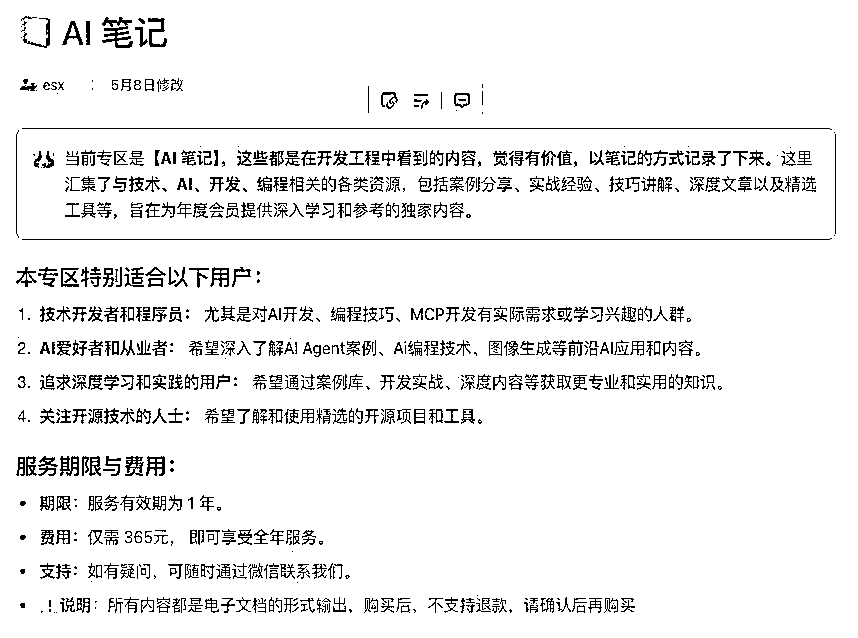 AI 笔记
esx : 5月8日修改
当前专区是【AI 笔记】，这些都是在开发工程中看到的内容，觉得有价值，以笔记的方式记录了下来。这里
汇集了与技术、AI、开发、编程相关的各类资源，包括案例分享、实战经验、技巧讲解、深度文章以及精选
工具等，旨在为年度会员提供深入学习和参考的独家内容。
本专区特别适合以下用户：
1. 技术开发者和程序员： 尤其是对AI开发、编程技巧、MCP开发有实际需求或学习兴趣的人群。
2. AI爱好者和从业者： 希望深入了解AI Agent案例、AI编程技术、图像生成等前沿AI应用和内容。
3. 追求深度学习和实践的用户： 希望通过案例库、开发实战、深度内容等获取更专业和实用的知识。
4. 关注开源技术的人士： 希望了解和使用精选的开源项目和工具。
服务期限与费用：
• 期限：服务有效期为 1 年。
• 费用：仅需 365元， 即可享受全年服务。
• 支持：如有疑问，可随时通过微信联系我们。
• ！说明：所有内容都是电子文档的形式输出，购买后，不支持退款，请确认后再购买